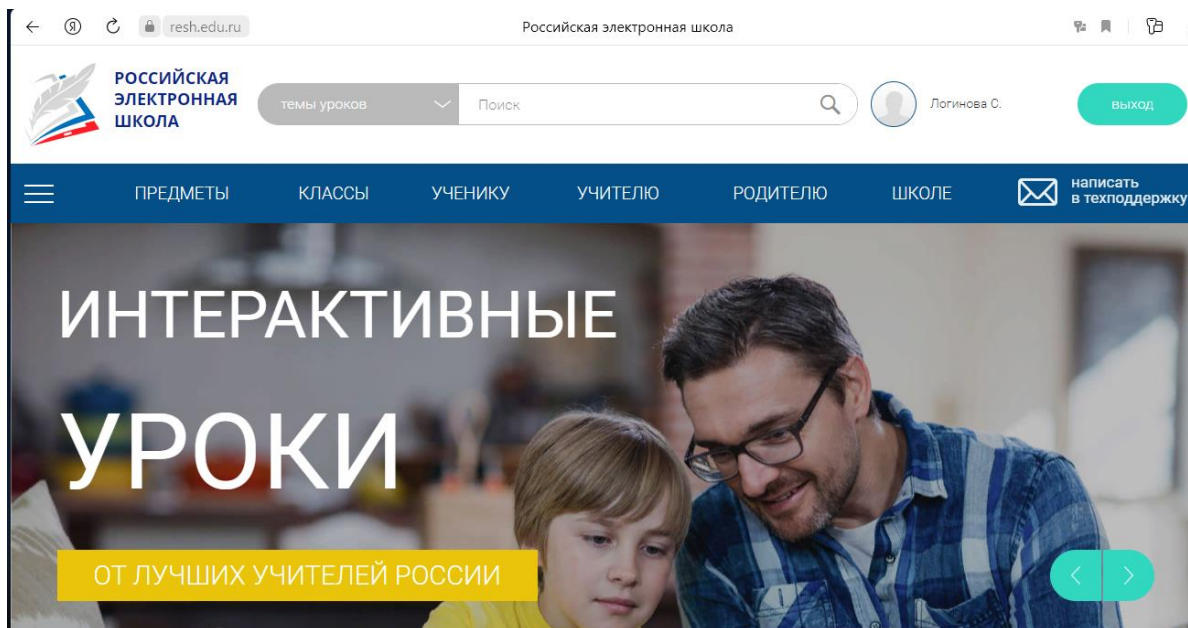 resh.edu.ru
Российская электронная школа
РОССИЙСКАЯ
ЭЛЕКТРОННАЯ
ШКОЛА
темы уроков
Поиск
Логинова С.
выход
ПРЕДМЕТЫ
КЛАССЫ
УЧЕНИКУ
УЧИТЕЛЮ
РОДИТЕЛЮ
ШКОЛЕ
написать
в техподдержку
ИНТЕРАКТИВНЫЕ
УРОКИ
ОТ ЛУЧШИХ УЧИТЕЛЕЙ РОССИИ